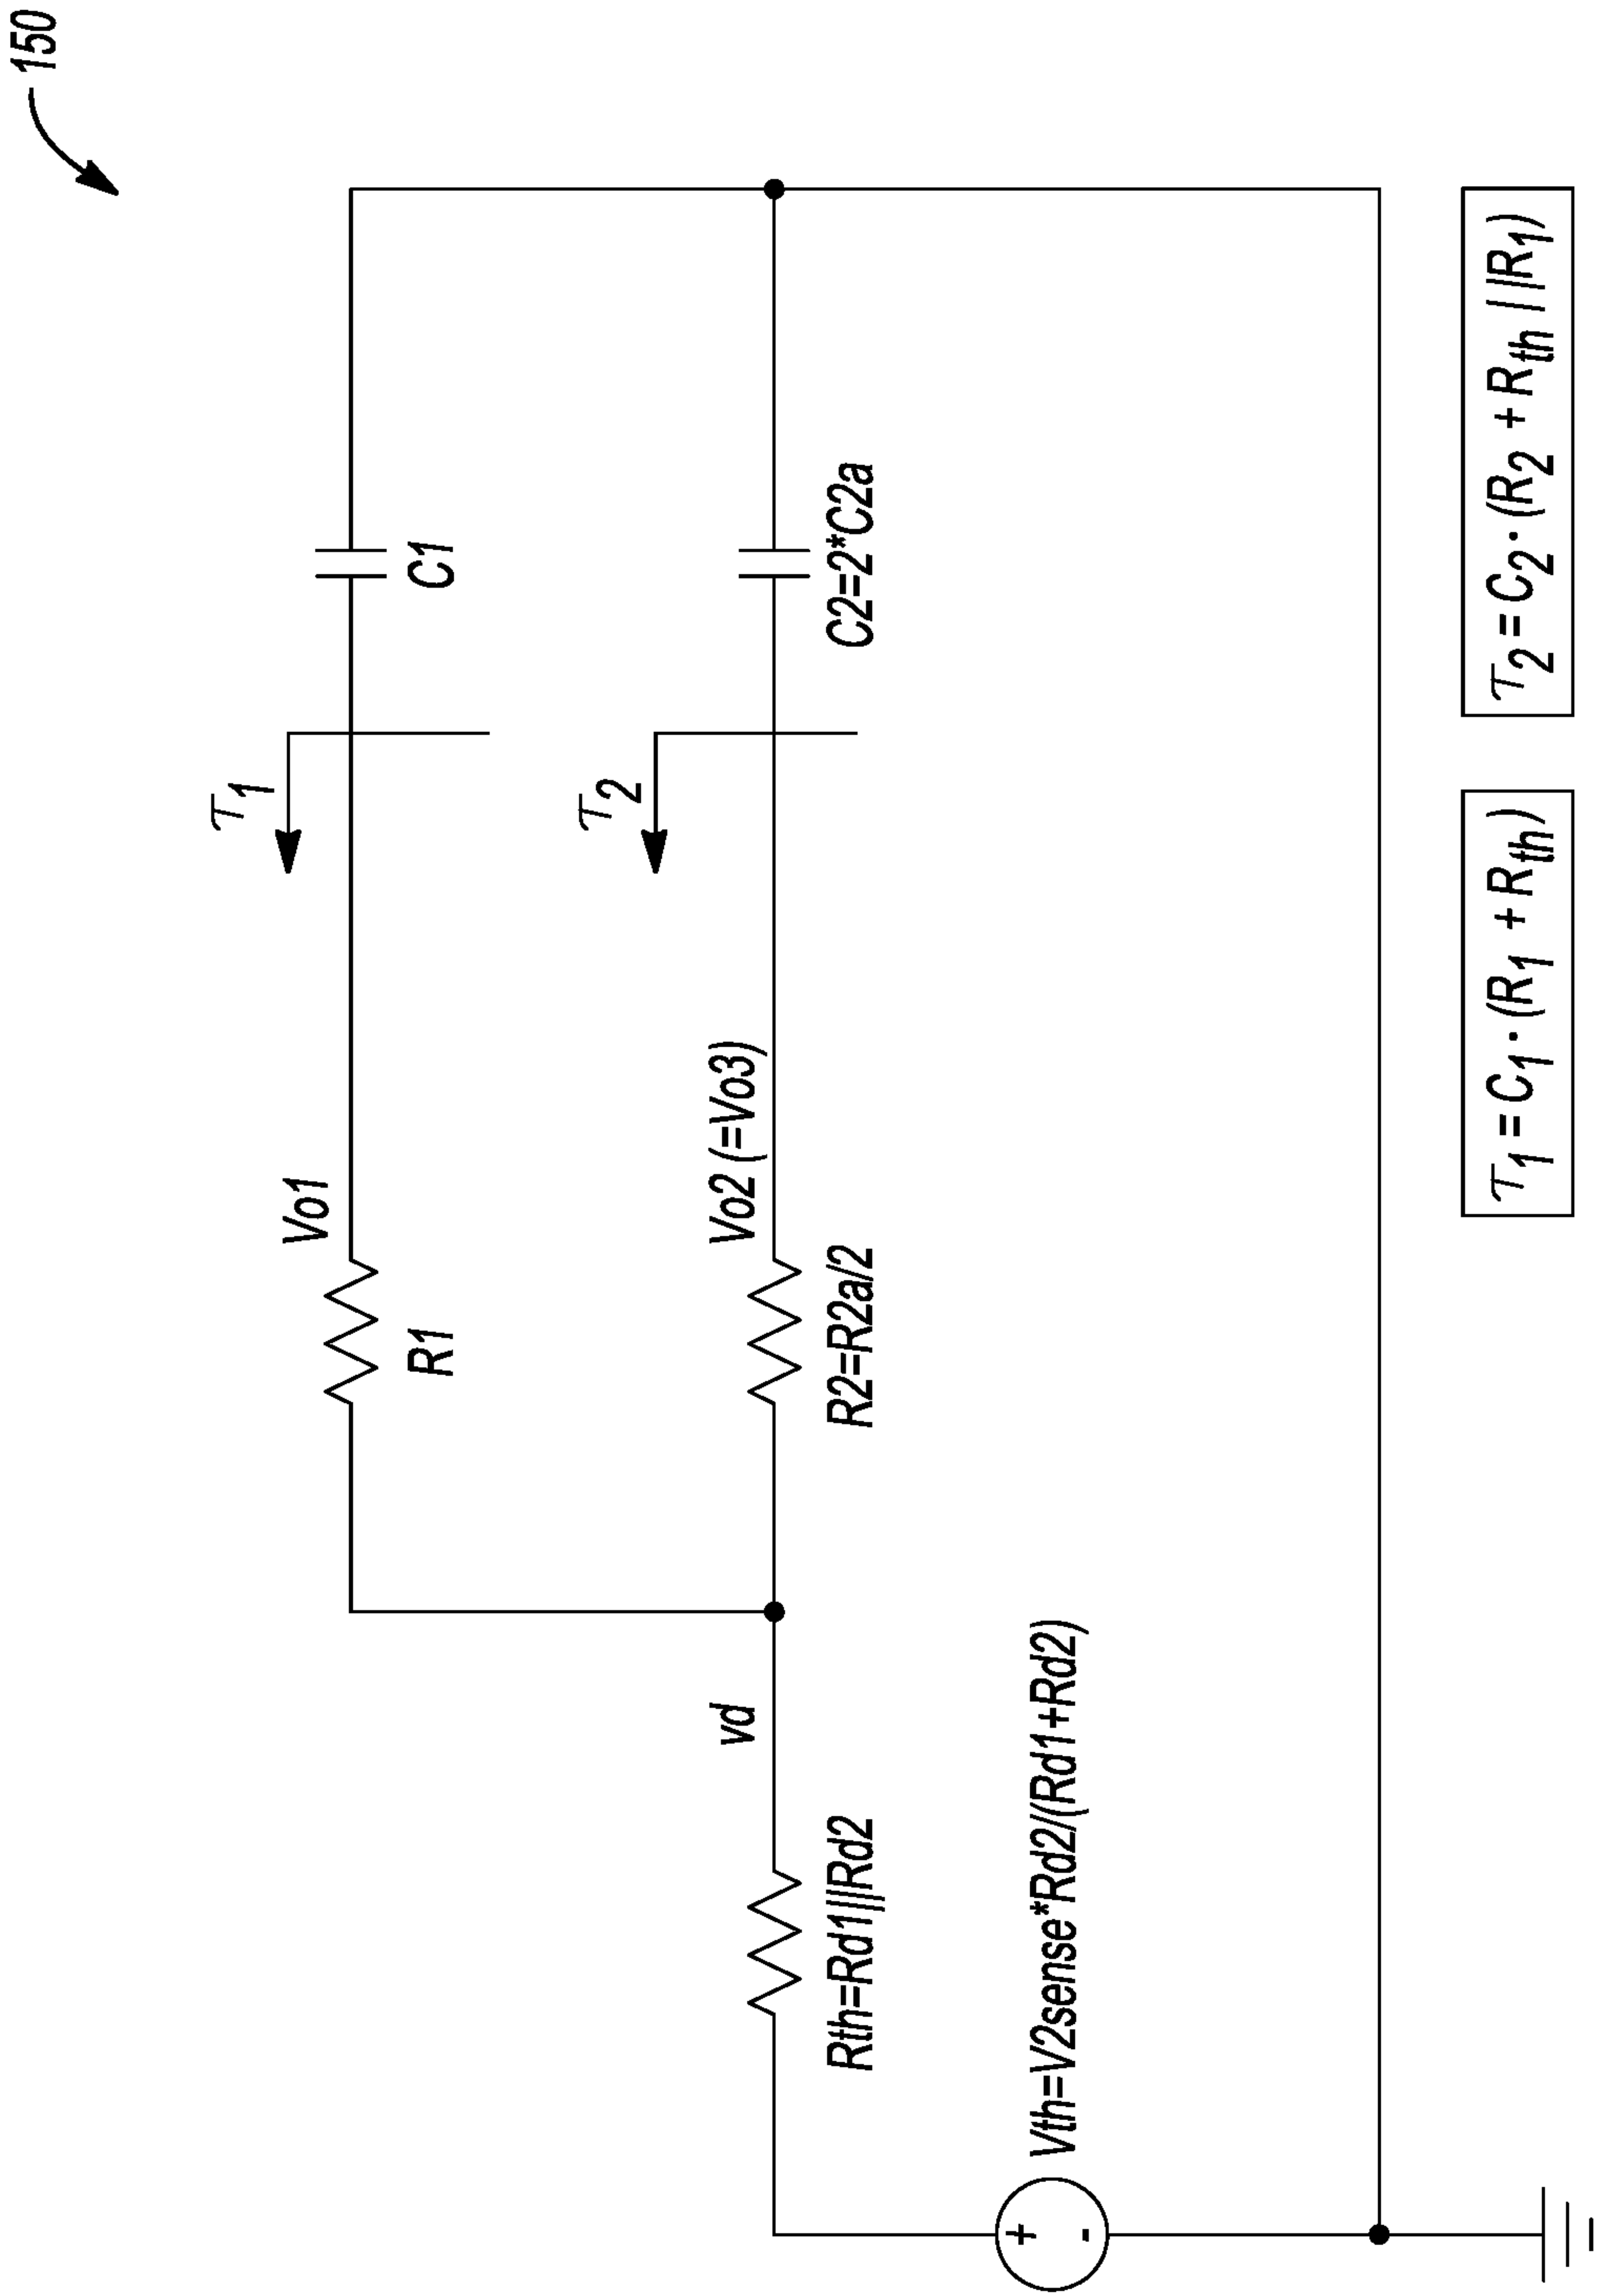 150
τ1
Vo1
R1
C1
τ2
vd
Vo2 (=Vo3)
Rth=Rd1||Rd2
R2=R2a/2
C2=2*C2a
Vth=V2sense*Rd2/(Rd1+Rd2)
+
-
τ1 = C1 · (R1 + Rth)
τ2 = C2 · (R2 + Rth || R1)